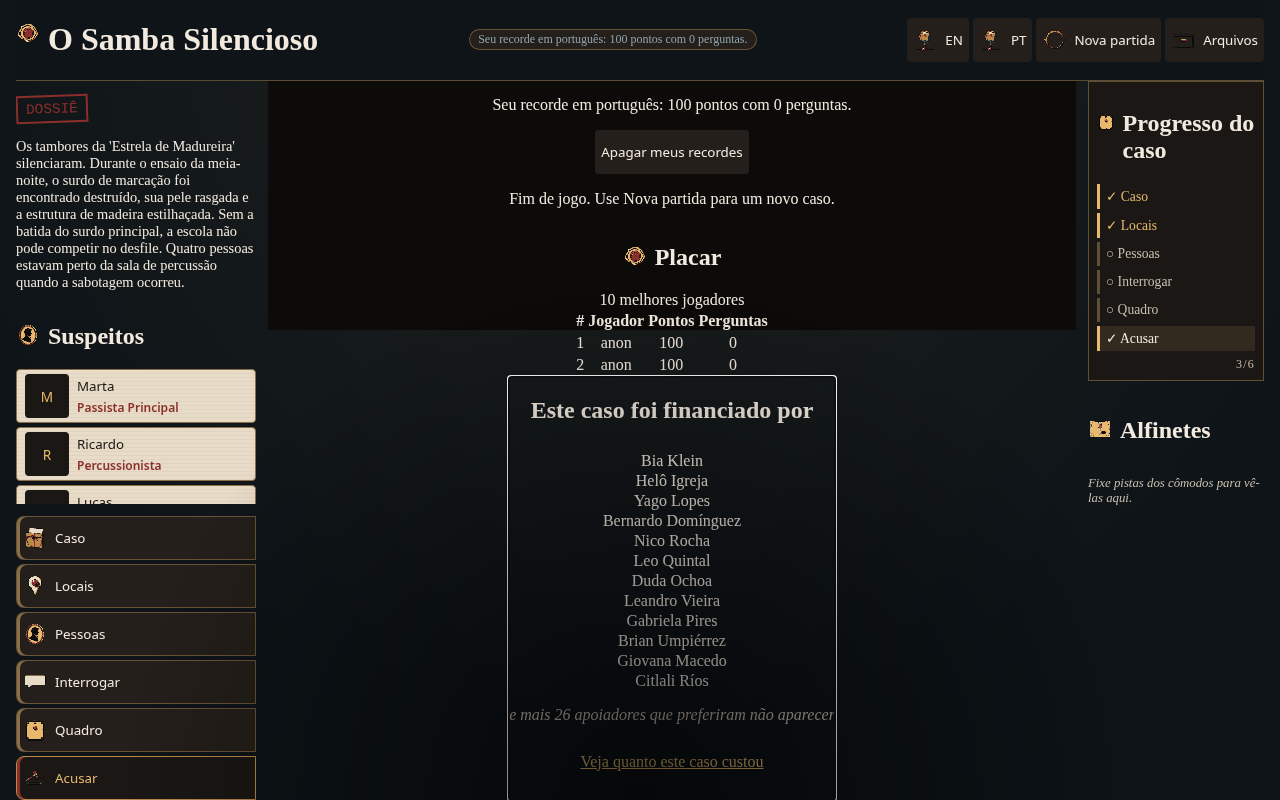 O Samba Silencioso
Seu recorde em português: 100 pontos com 0 perguntas.
EN
PT
Nova partida
Arquivos
DOSSIÊ
Os tambores da 'Estrela de Madureira'
silenciaram. Durante o ensaio da meia-
noite, o surdo de marcação foi
encontrado destruído, sua pele rasgada e
a estrutura de madeira estilhaçada. Sem a
batida do surdo principal, a escola não
pode competir no desfile. Quatro pessoas
estavam perto da sala de percussão
quando a sabotagem ocorreu.
Suspeitos
M
Marta
Passista Principal
R
Ricardo
Percussionista
Lucas
Caso
Locais
Pessoas
Interrogar
Quadro
Acusar
Seu recorde em português: 100 pontos com 0 perguntas.
Apagar meus recordes
Fim de jogo. Use Nova partida para um novo caso.
Placar
10 melhores jogadores
# Jogador Pontos Perguntas
1 anon 100 0
2 anon 100 0
Este caso foi financiado por
Bia Klein
Helô Igreja
Yago Lopes
Bernardo Domínguez
Nico Rocha
Leo Quintal
Duda Ochoa
Leandro Vieira
Gabriela Pires
Brian Umpiérrez
Giovana Macedo
Citlali Ríos
e mais 26 apoiadores que preferiram não aparecer
Veja quanto este caso custou
Progresso do
caso
✓ Caso
✓ Locais
○ Pessoas
○ Interrogar
○ Quadro
✓ Acusar
3/6
Alfinetes
Fixe pistas dos cômodos para vê-
las aqui.